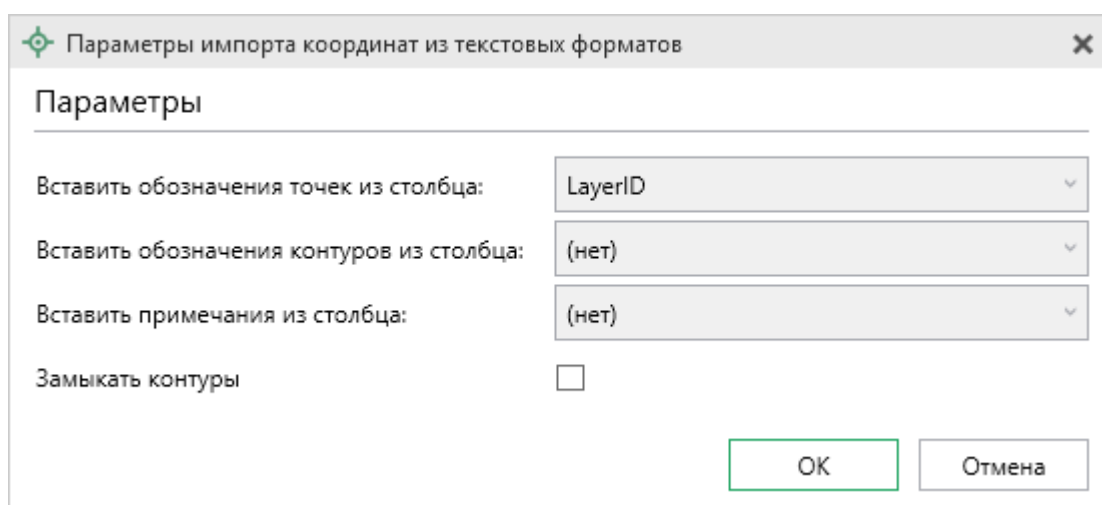 Параметры импорта координат из текстовых форматов
Параметры
Вставить обозначения точек из столбца: LayerID
Вставить обозначения контуров из столбца: (нет)
Вставить примечания из столбца: (нет)
Замыкать контуры
ОК Отмена